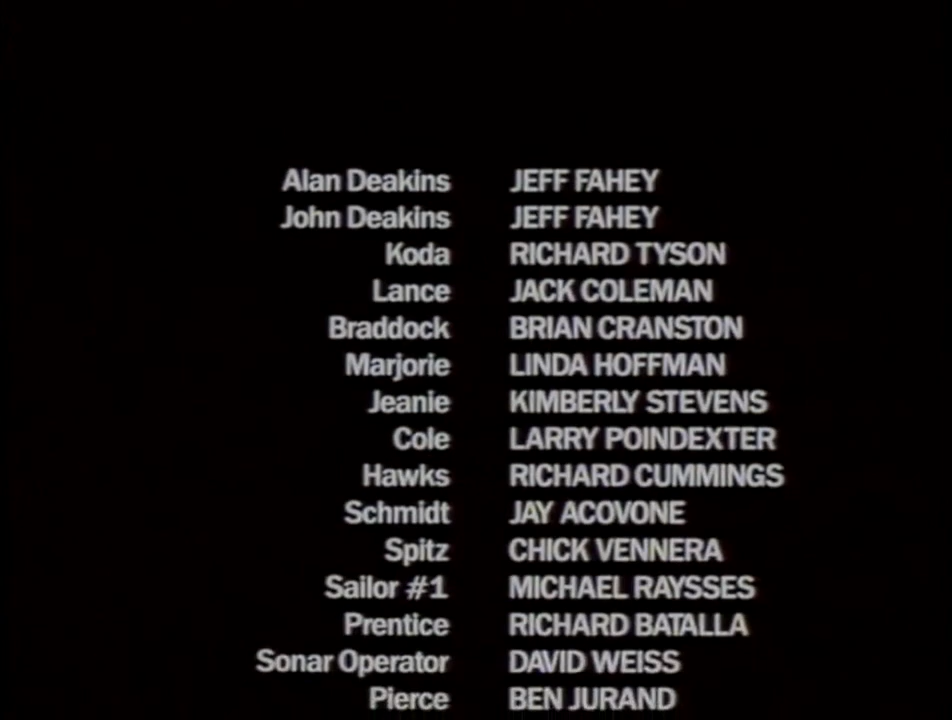 Alan Deakins JEFF FAHEY
John Deakins JEFF FAHEY
Koda RICHARD TYSON
Lance JACK COLEMAN
Braddock BRIAN CRANSTON
Marjorie LINDA HOFFMAN
Jeanie KIMBERLY STEVENS
Cole LARRY POINDEXTER
Hawks RICHARD CUMMINGS
Schmidt JAY ACOVONE
Spitz CHICK VENNERA
Sailor #1 MICHAEL RAYSSES
Prentice RICHARD BATALLA
Sonar Operator DAVID WEISS
Pierce BEN JURAND